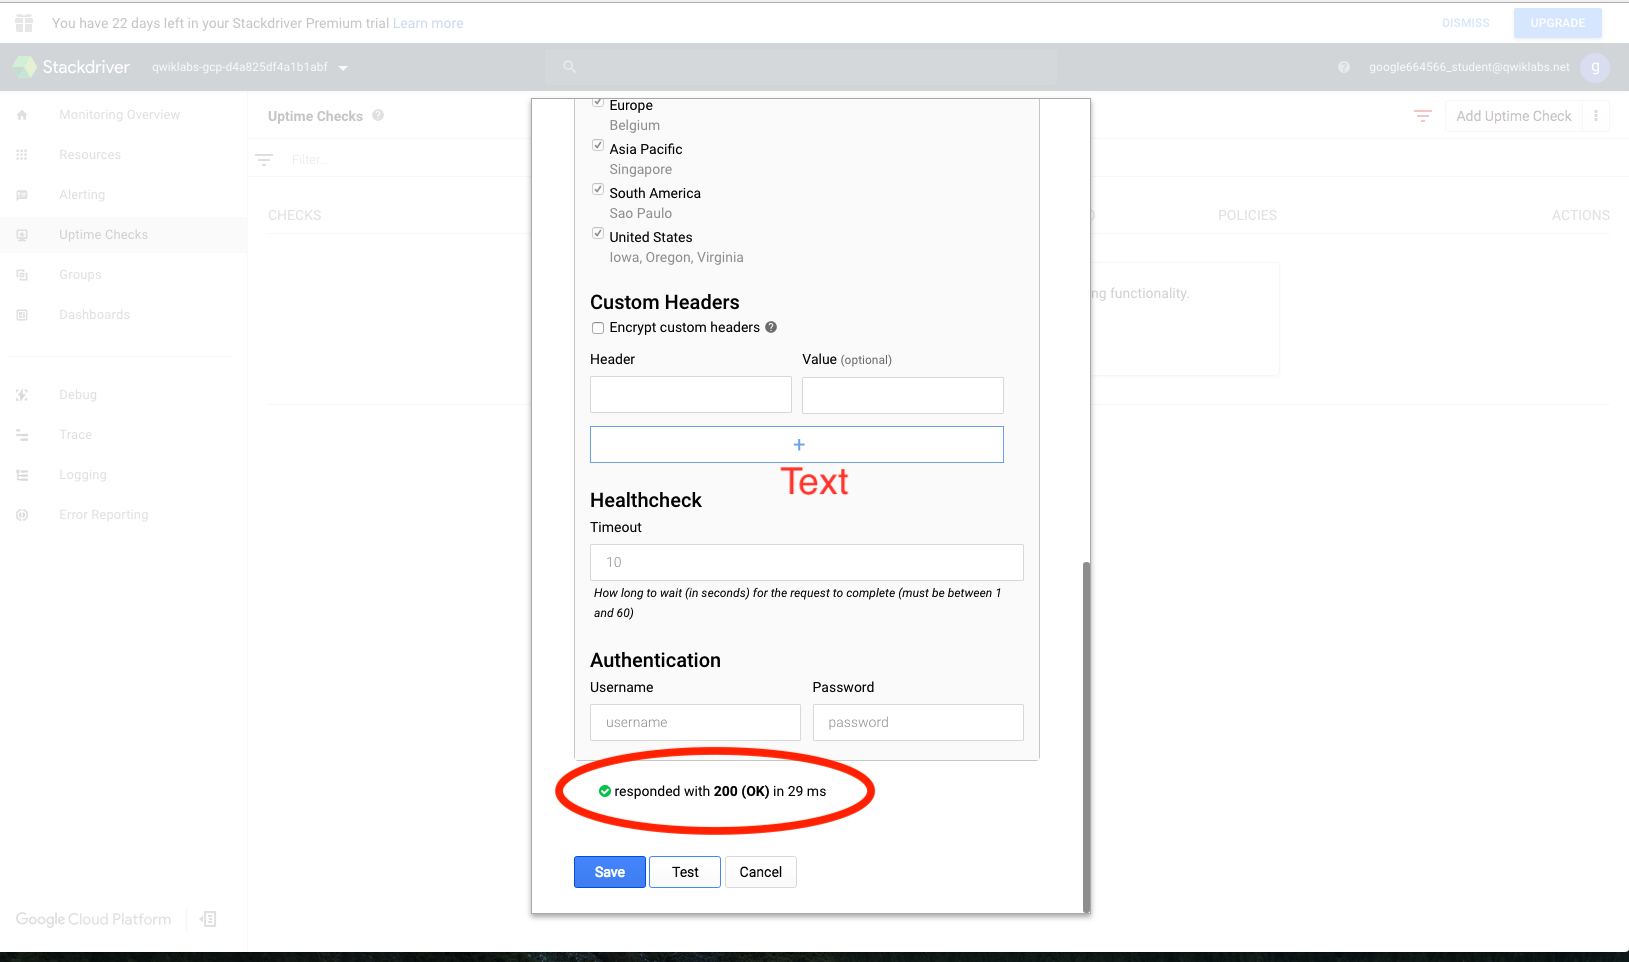 You have 22 days left in your Stackdriver Premium trial Learn more
DISMISS
UPGRADE
Stackdriver
qwiklabs-gcp-d4a825df4a1b1abf
google664566_student@qwiklabs.net
g
Monitoring Overview
Resources
Alerting
Uptime Checks
Groups
Dashboards
Debug
Trace
Logging
Error Reporting
Google Cloud Platform
Uptime Checks
Add Uptime Check
Filter...
CHECKS
POLICIES
ACTIONS
ng functionality.
Europe
Belgium
Asia Pacific
Singapore
South America
Sao Paulo
United States
Iowa, Oregon, Virginia
Custom Headers
Encrypt custom headers ?
Header
Value (optional)
+
Text
Healthcheck
Timeout
10
How long to wait (in seconds) for the request to complete (must be between 1
and 60)
Authentication
Username
Password
username
password
responded with 200 (OK) in 29 ms
Save
Test
Cancel